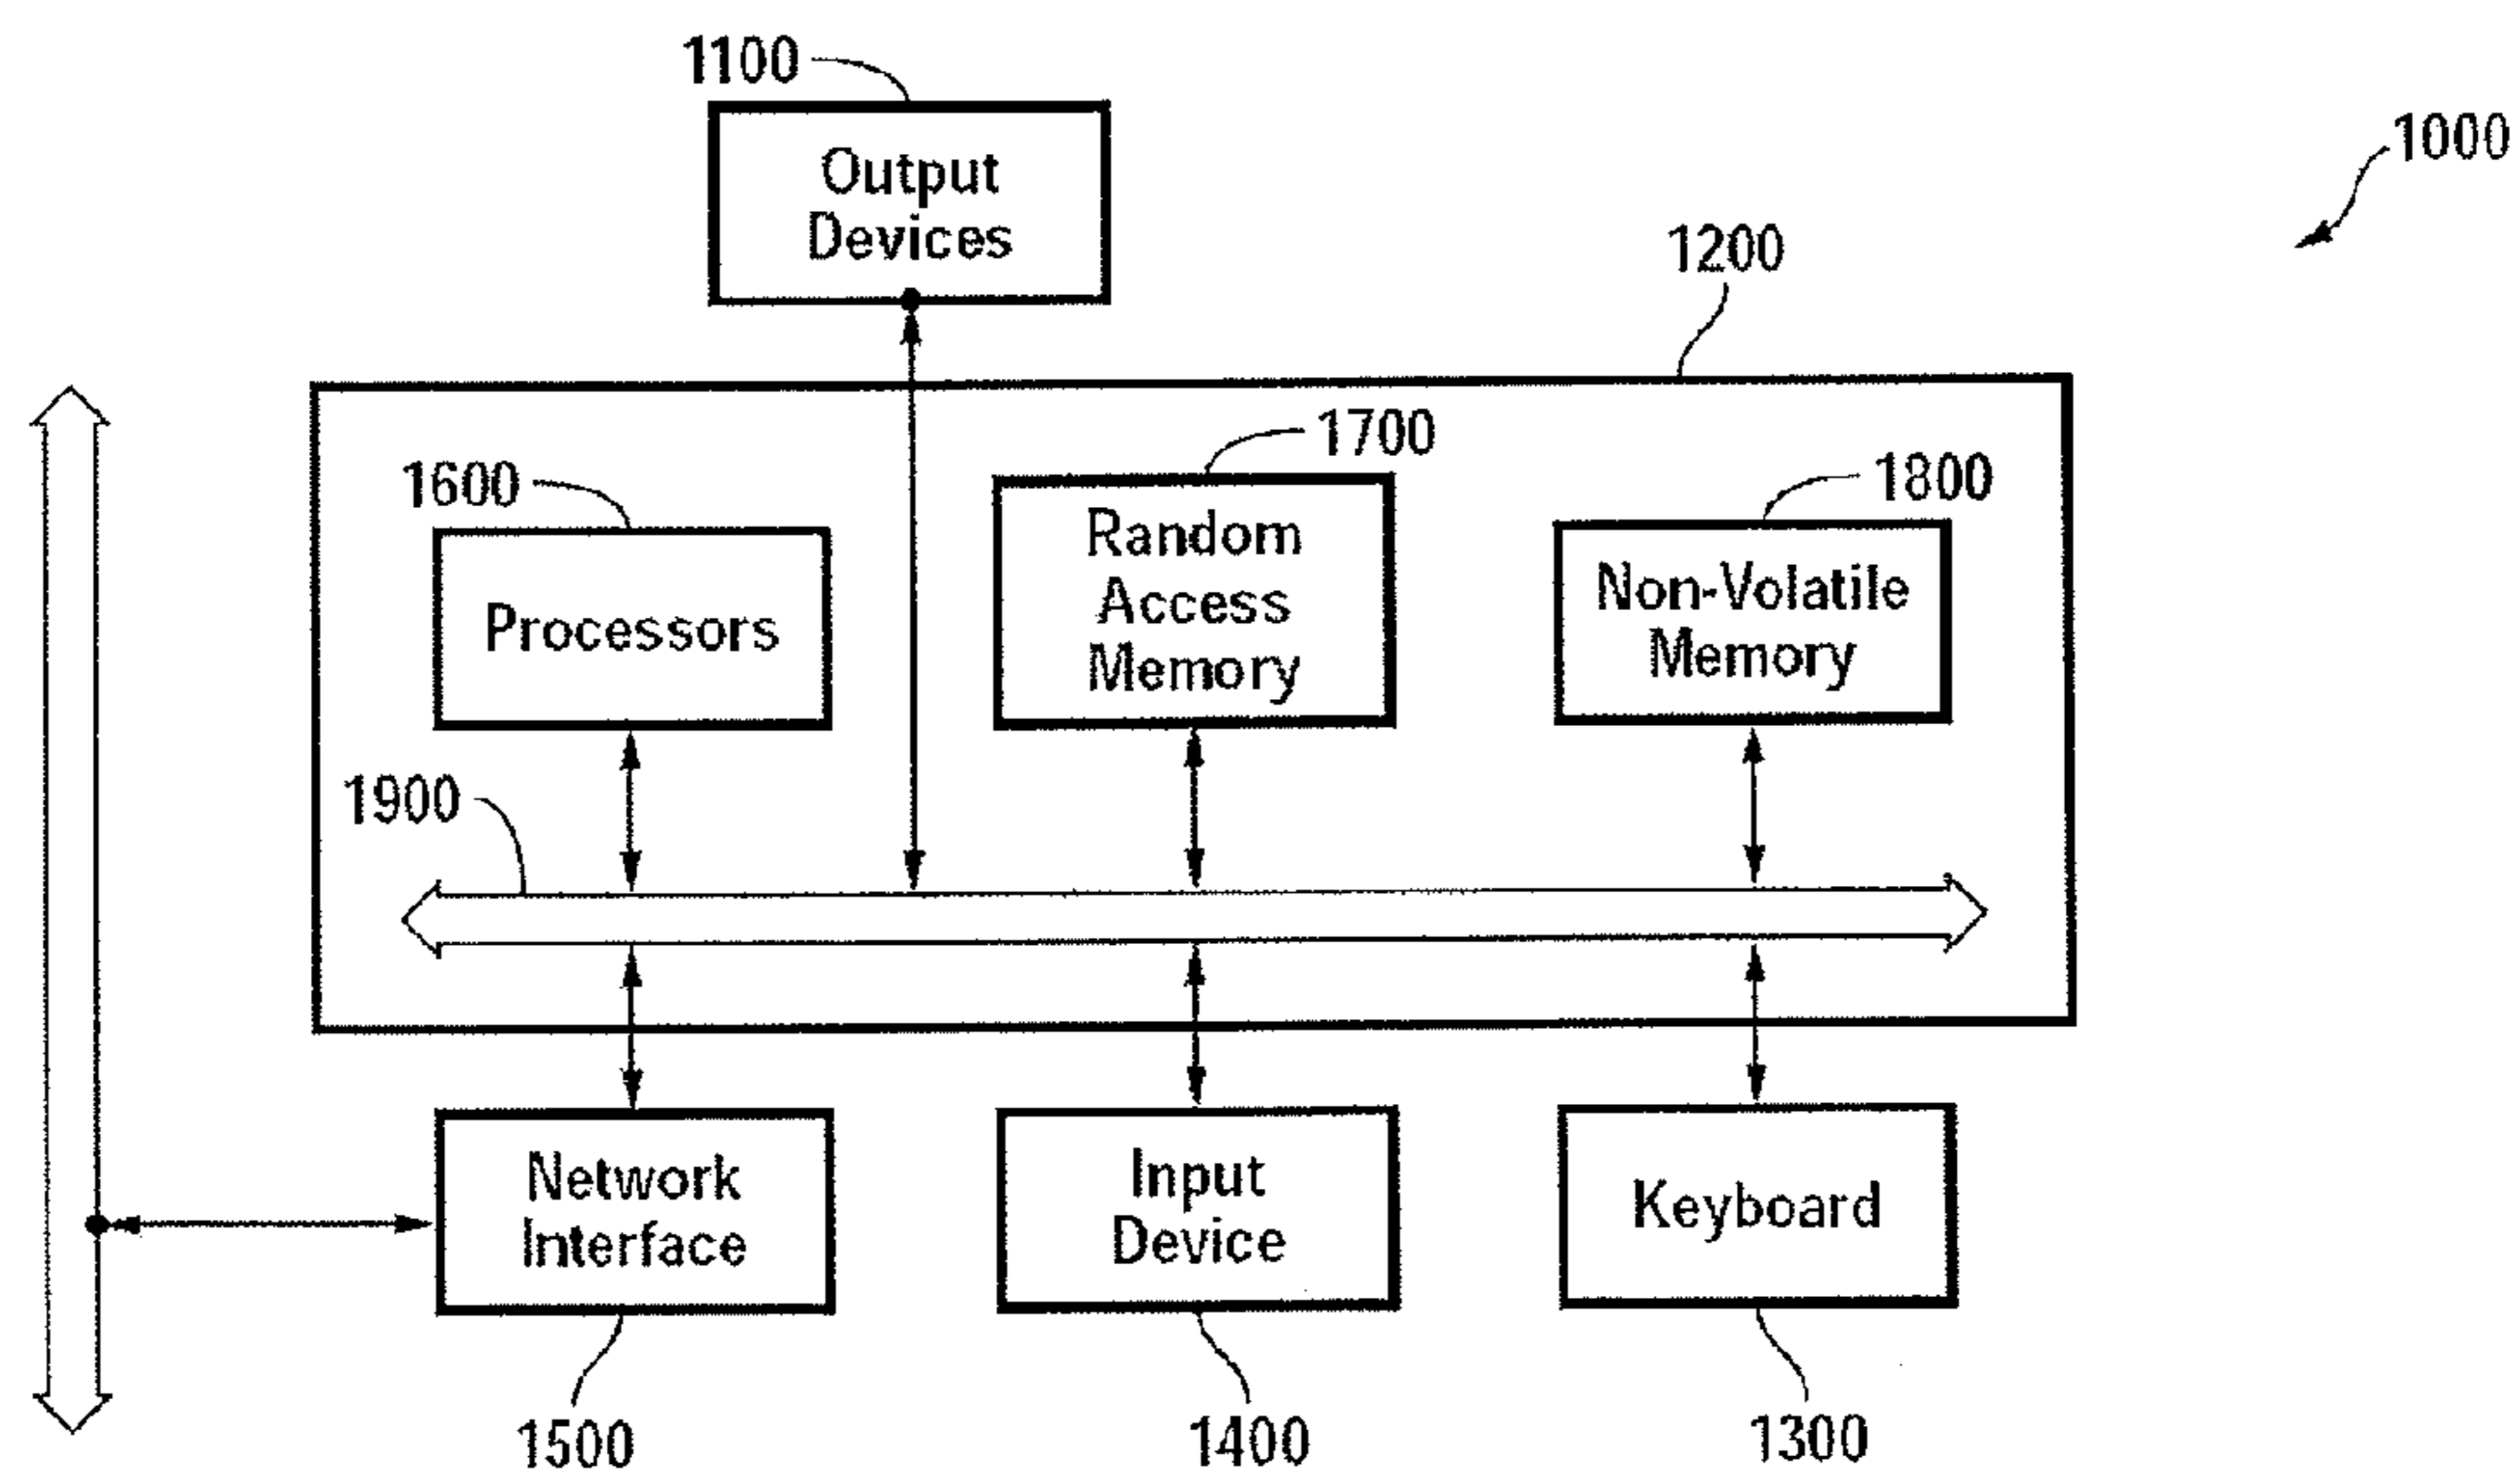 1100
Output
Devices
1000
1200
1700
1600
1800
Random
Access
Memory
Non-Volatile
Memory
Processors
1900
Network
Interface
Input
Device
Keyboard
1500
1400
1300